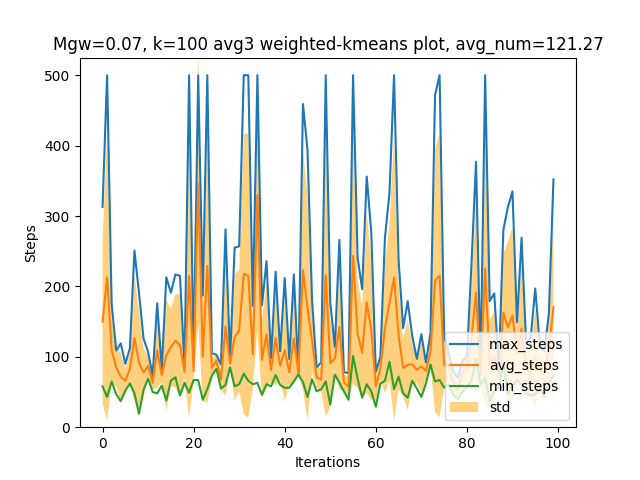 Mgw=0.07, k=100 avg3 weighted-kmeans plot, avg_num=121.27
500
400
300
200
100
0
Steps
max_steps
avg_steps
min_steps
std
0 20 40 60 80 100
Iterations